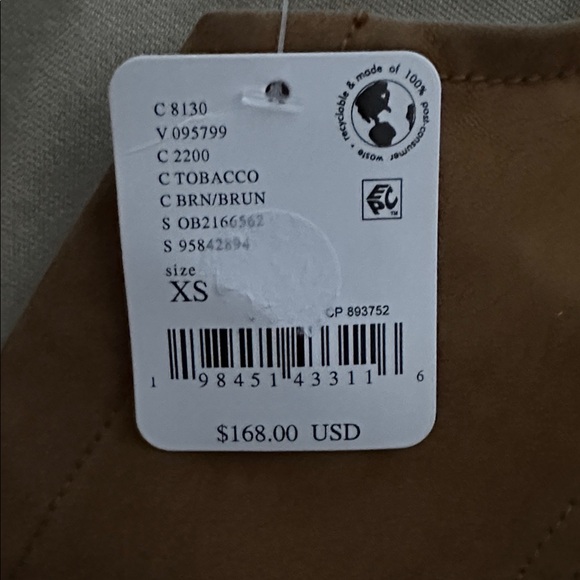 recyclable & made of 100% post-consumer waste •
C 8130
V 095799
C 2200
C TOBACCO
C BRN/BRUN
S OB2166562
S 95842894
EPC™
size
XS
CP 893752
1 98451 43311 6
$168.00 USD